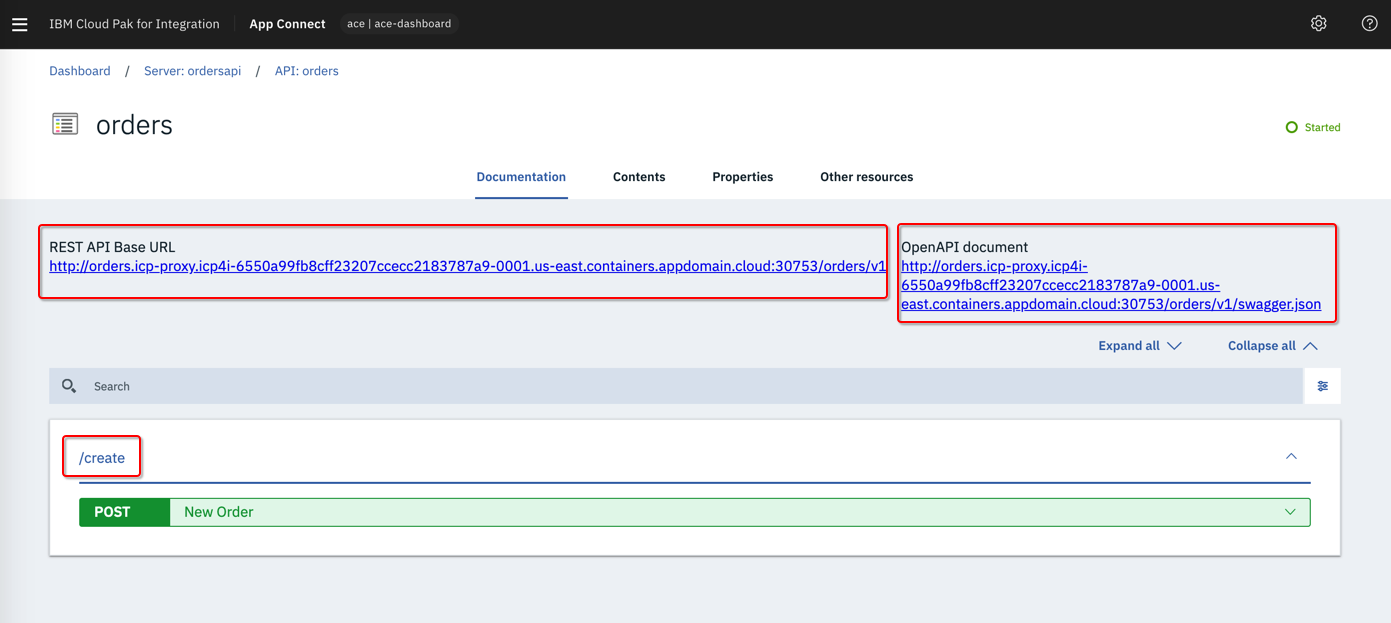 IBM Cloud Pak for Integration App Connect ace | ace-dashboard
Dashboard / Server: ordersapi / API: orders
orders
Started
Documentation Contents Properties Other resources
REST API Base URL
http://orders.icp-proxy.icp4i-6550a99fb8cff23207ccecc2183787a9-0001.us-east.containers.appdomain.cloud:30753/orders/v1
OpenAPI document
http://orders.icp-proxy.icp4i-
6550a99fb8cff23207ccecc2183787a9-0001.us-
east.containers.appdomain.cloud:30753/orders/v1/swagger.json
Expand all Collapse all
Search
/create
POST New Order